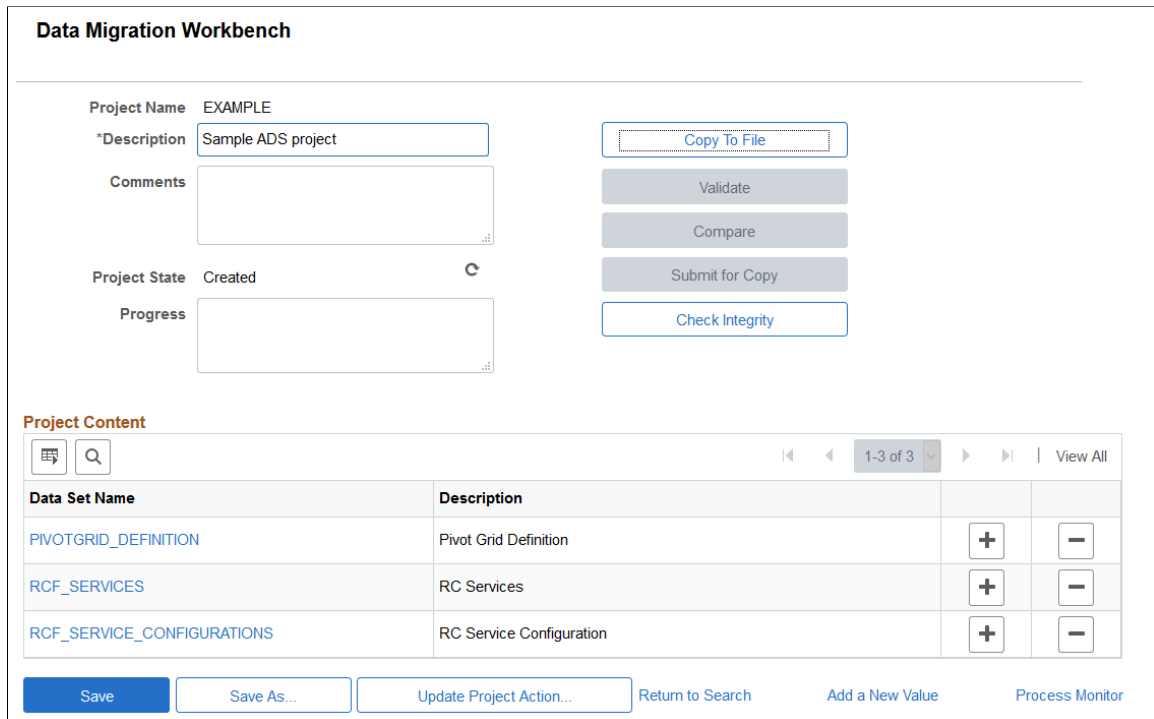 Data Migration Workbench
Project Name EXAMPLE
*Description Sample ADS project
Copy To File
Comments
Validate
Compare
Project State Created
Submit for Copy
Progress
Check Integrity
Project Content
1-3 of 3 | View All
Data Set Name Description
PIVOTGRID_DEFINITION Pivot Grid Definition
RCF_SERVICES RC Services
RCF_SERVICE_CONFIGURATIONS RC Service Configuration
Save Save As... Update Project Action... Return to Search Add a New Value Process Monitor